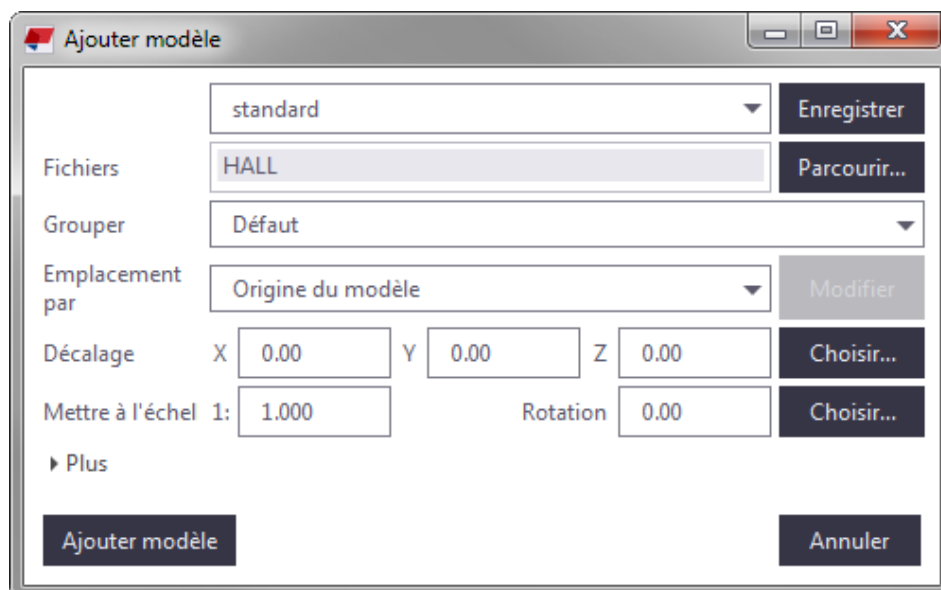 Ajouter modèle
standard Enregistrer
Fichiers HALL Parcourir...
Grouper Défaut
Emplacement
par Origine du modèle Modifier
Décalage X 0.00 Y 0.00 Z 0.00 Choisir...
Mettre à l'échel 1: 1.000 Rotation 0.00 Choisir...
Plus
Ajouter modèle Annuler